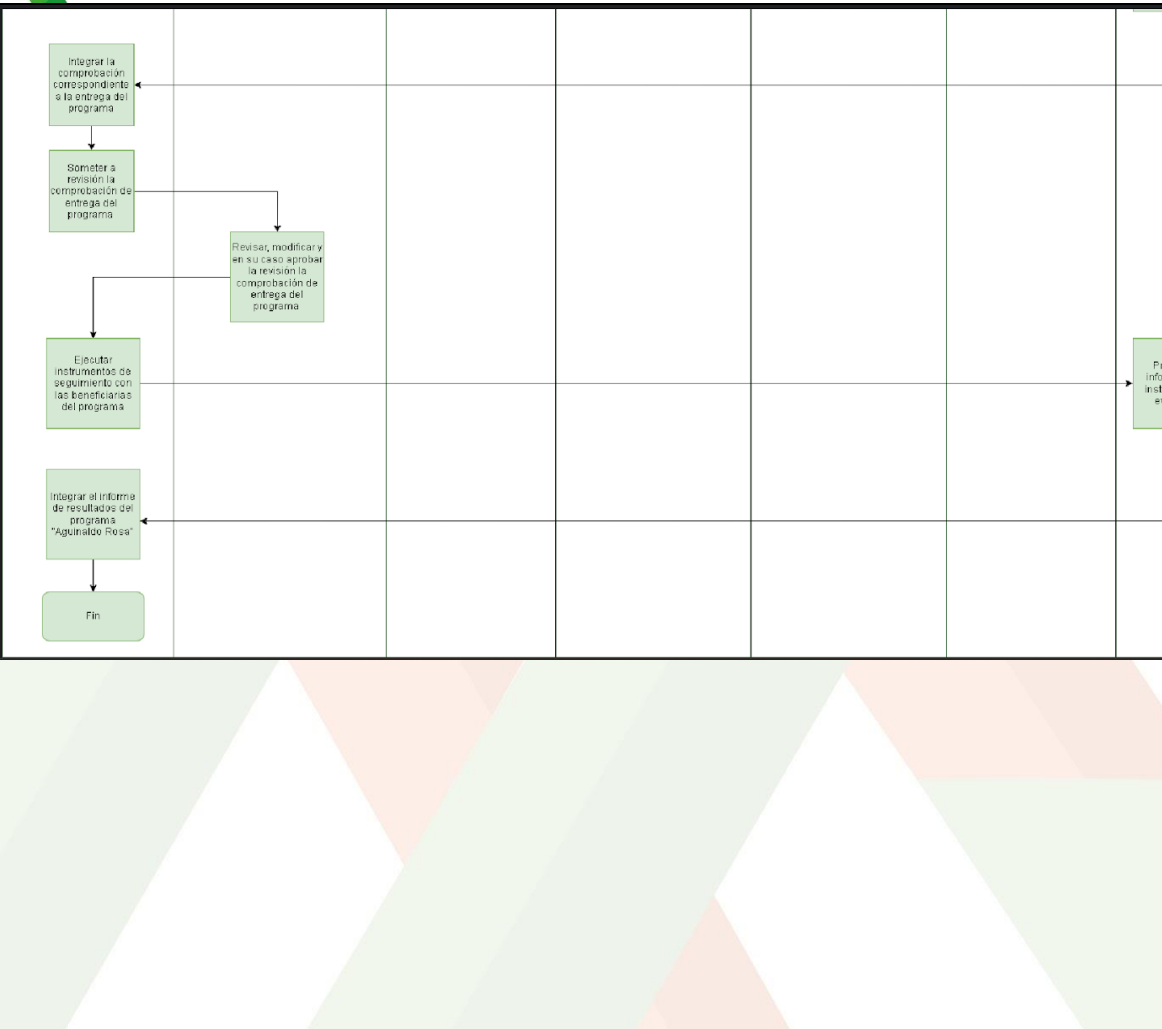 Integrar la
comprobación
correspondiente
a la entrega del
programa
Someter a
revisión la
comprobación de
entrega del
programa
Revisar, modificar y
en su caso aprobar
la revisión la
comprobación de
entrega del
programa
Ejecutar
instrumentos de
seguimiento con
las beneficiarias
del programa
Integrar el informe
de resultados del
programa
"Aguinaldo Rosa"
Fin